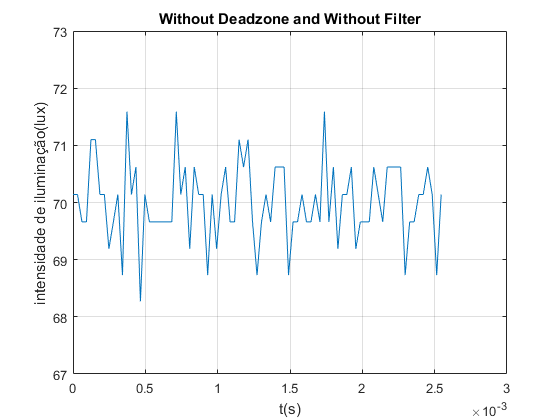 Without Deadzone and Without Filter
intensidade de iluminação(lux)
73
72
71
70
69
68
67
0 0.5 1 1.5 2 2.5 3
t(s)
×10⁻³